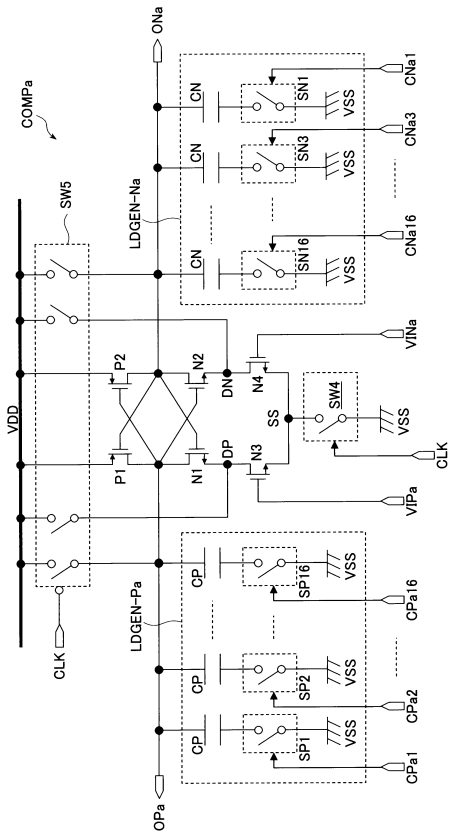 COMPa
SW5
VDD
CLK
P1
P2
OPa
ONa
N1
N2
DP
DN
N3
N4
SS
SW4
VSS
CLK
VIPa
VINa
LDGEN-Pa
CP
CP
CP
SP1
SP2
SP16
VSS
VSS
VSS
CPa1
CPa2
CPa16
LDGEN-Na
CN
CN
CN
SN16
SN3
SN1
VSS
VSS
VSS
CNa16
CNa3
CNa1